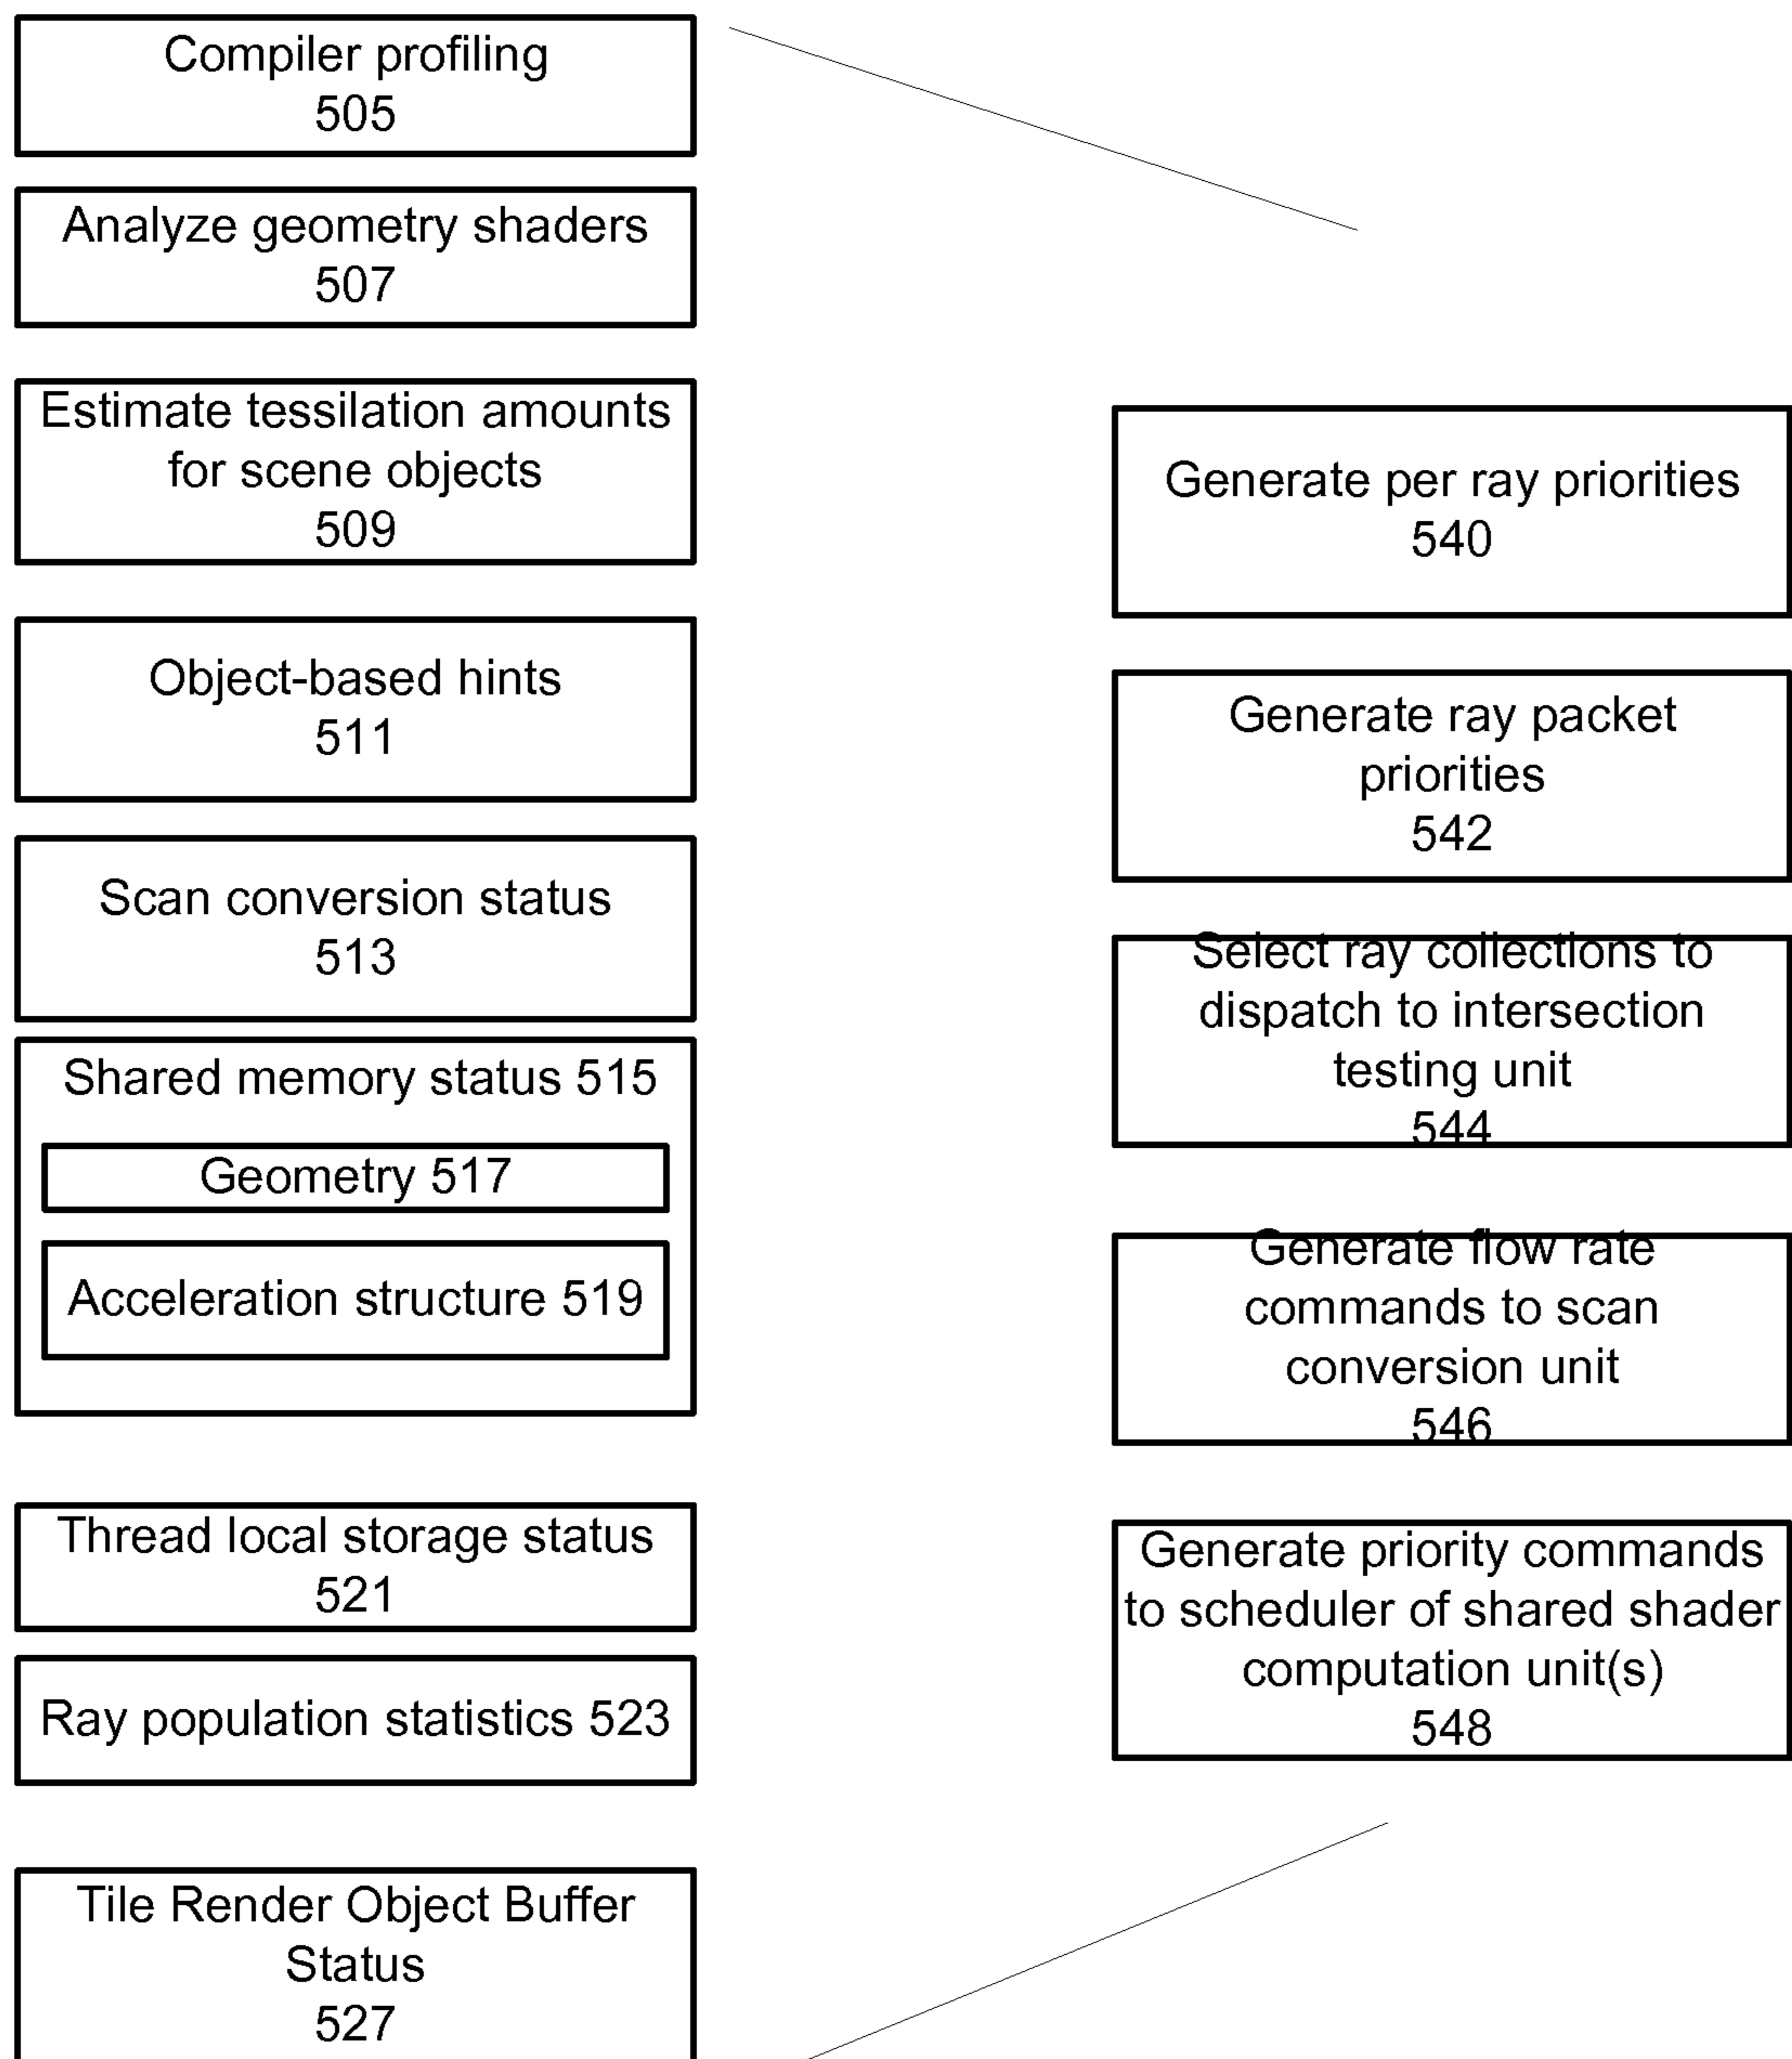 Compiler profiling
505
Analyze geometry shaders
507
Estimate tessilation amounts
for scene objects
509
Object-based hints
511
Scan conversion status
513
Shared memory status 515
Geometry 517
Acceleration structure 519
Thread local storage status
521
Ray population statistics 523
Tile Render Object Buffer
Status
527
Generate per ray priorities
540
Generate ray packet
priorities
542
Select ray collections to
dispatch to intersection
testing unit
544
Generate flow rate
commands to scan
conversion unit
546
Generate priority commands
to scheduler of shared shader
computation unit(s)
548